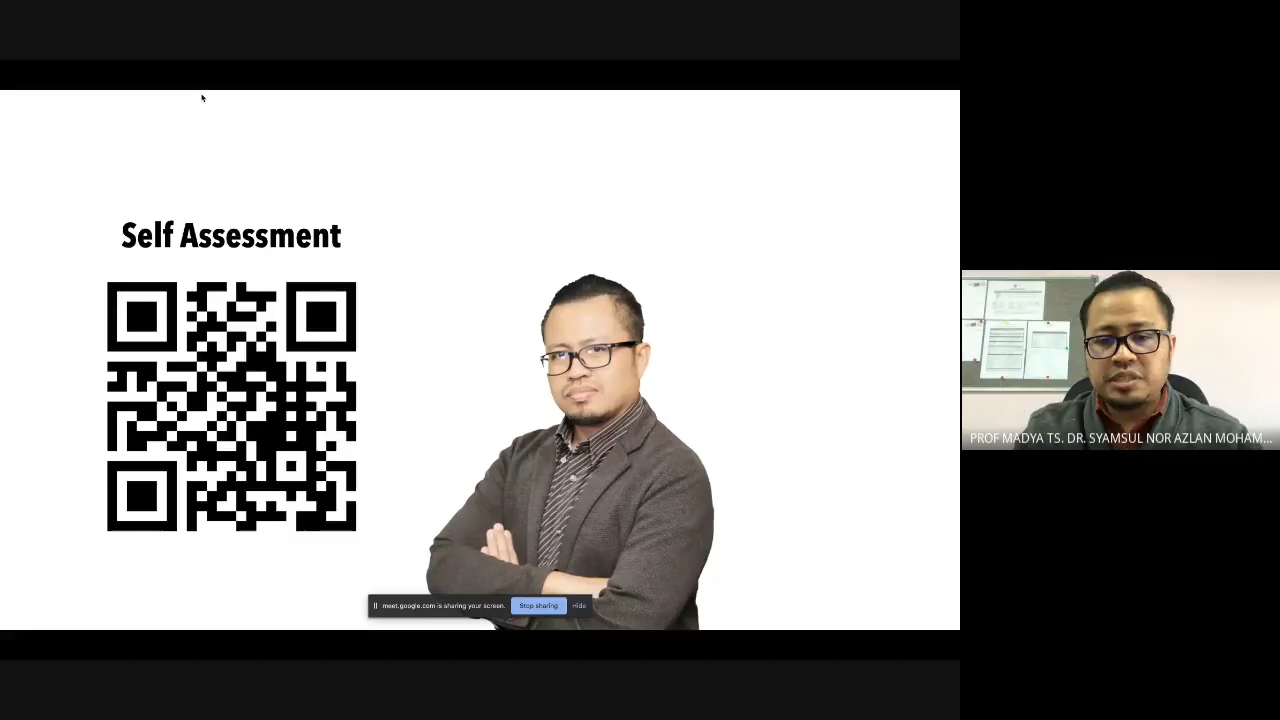 Self Assessment
meet.google.com is sharing your screen.
Stop sharing
Hide
PROF MADYA TS. DR. SYAMSUL NOR AZLAN MOHAM...